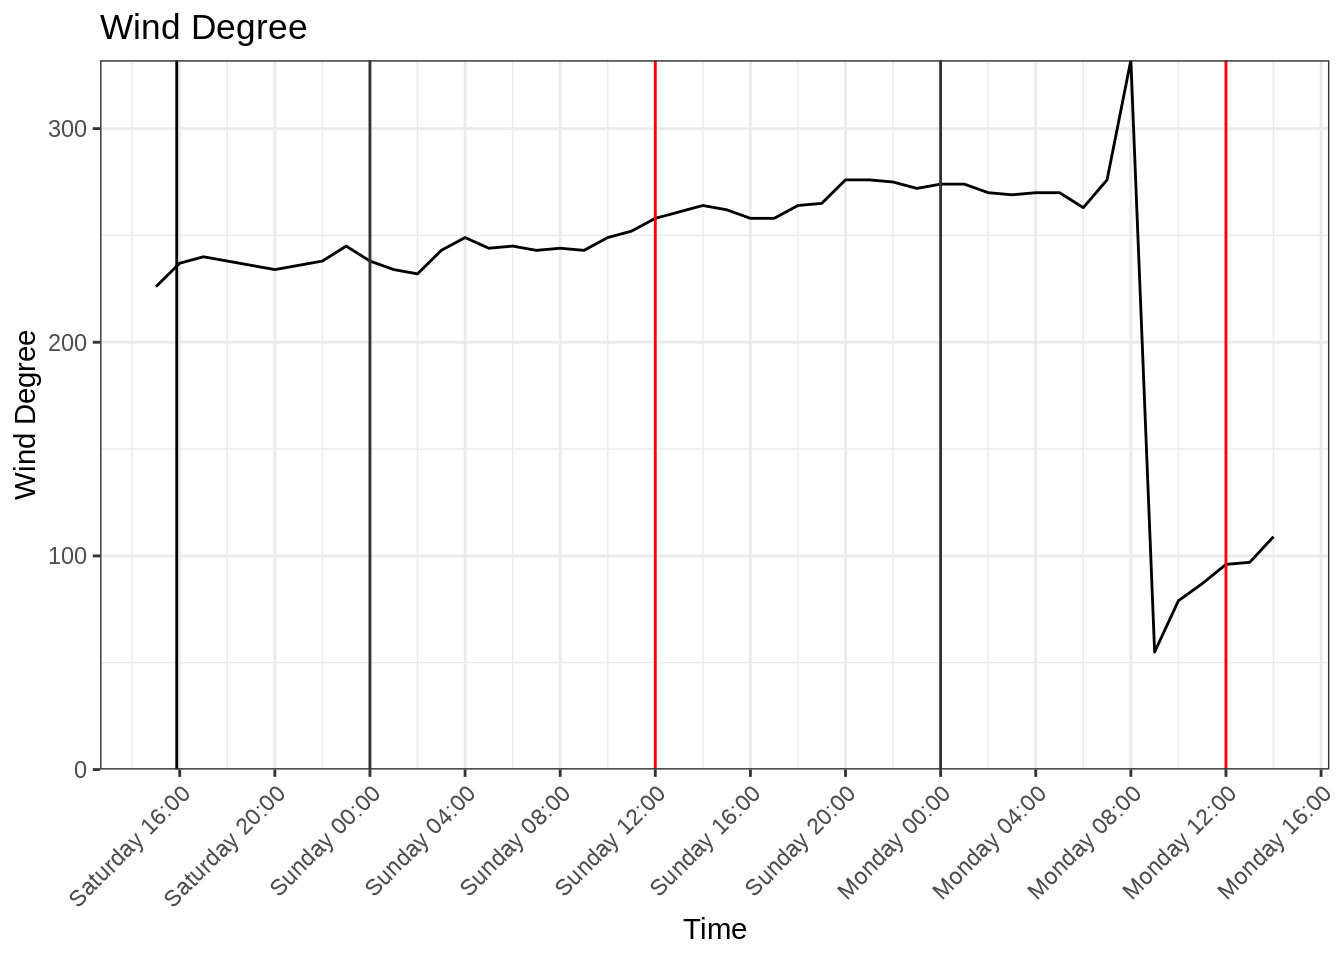 Wind Degree
Wind Degree
300
200
100
0
Saturday 16:00
Saturday 20:00
Sunday 00:00
Sunday 04:00
Sunday 08:00
Sunday 12:00
Sunday 16:00
Sunday 20:00
Monday 00:00
Monday 04:00
Monday 08:00
Monday 12:00
Monday 16:00
Time